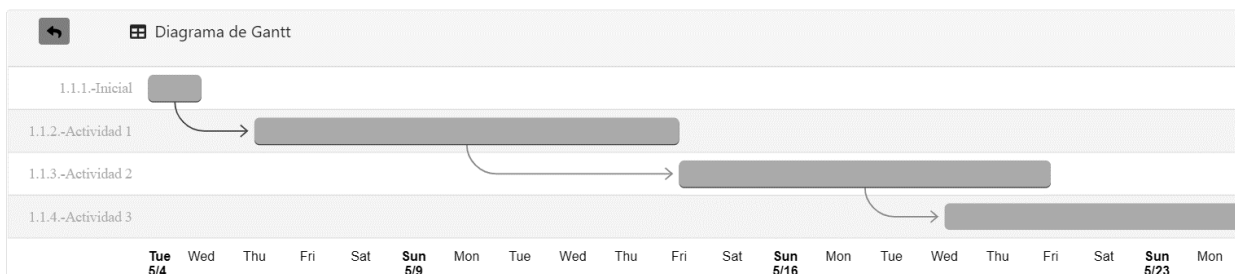 Diagrama de Gantt
1.1.1.-Inicial
1.1.2.-Actividad 1
1.1.3.-Actividad 2
1.1.4.-Actividad 3
Tue Wed Thu Fri Sat Sun Mon Tue Wed Thu Fri Sat Sun Mon Tue Wed Thu Fri Sat Sun Mon
5/4 5/9 5/16 5/23